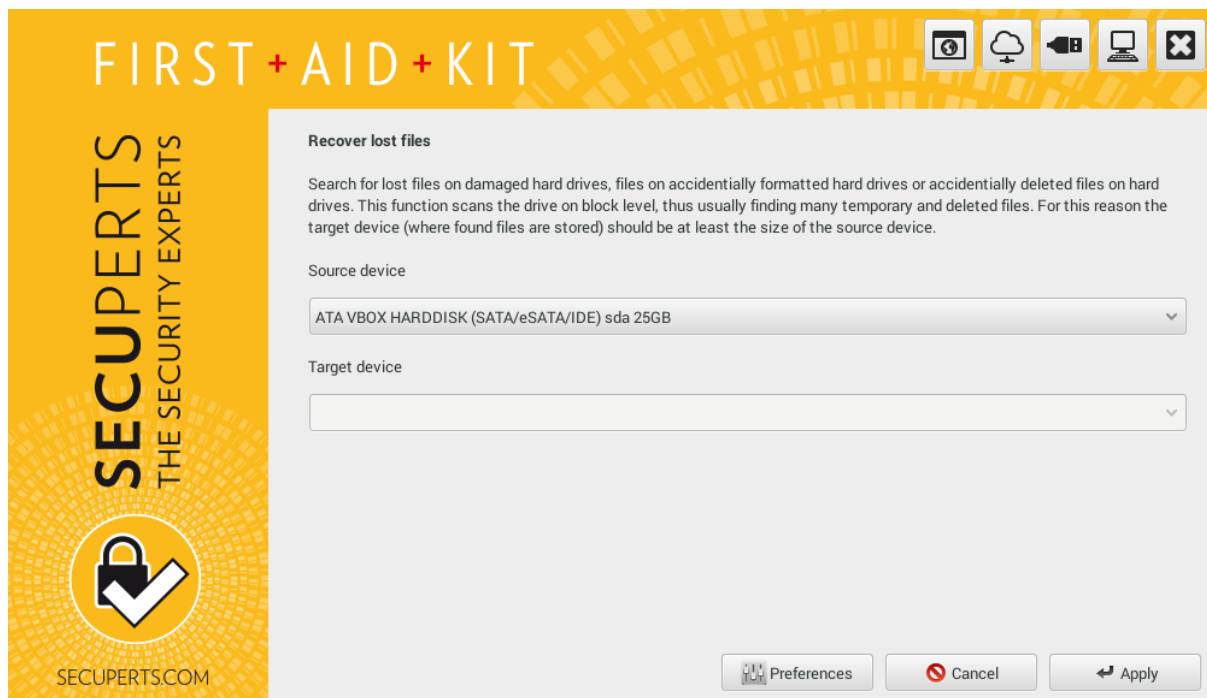 FIRST+AID+KIT
SECUPERTS
THE SECURITY EXPERTS
SECUPERTS.COM
Recover lost files
Search for lost files on damaged hard drives, files on accidentially formatted hard drives or accidentially deleted files on hard
drives. This function scans the drive on block level, thus usually finding many temporary and deleted files. For this reason the
target device (where found files are stored) should be at least the size of the source device.
Source device
ATA VBOX HARDDISK (SATA/eSATA/IDE) sda 25GB
Target device
Preferences
Cancel
Apply